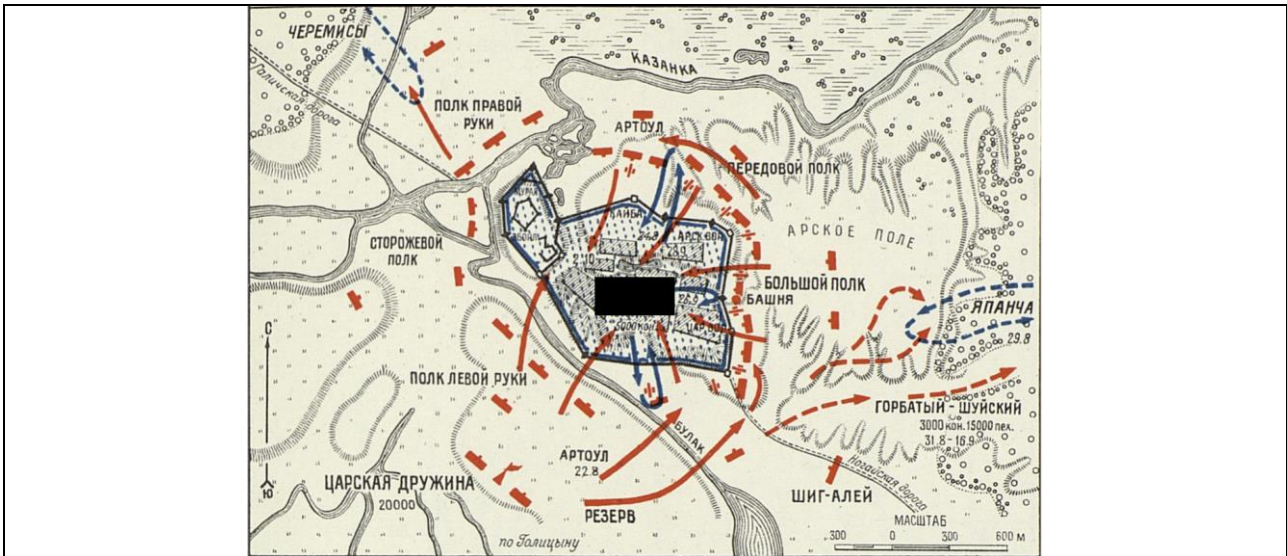 ЧЕРЕМИСЫ
Галичская дорога
КАЗАНКА
ПОЛК ПРАВОЙ
РУКИ
АРТОУЛ
ПЕРЕДОВОЙ ПОЛК
АРСКОЕ ПОЛЕ
СТОРОЖЕВОЙ
ПОЛК
БОЛЬШОЙ ПОЛК
БАШНЯ
ЯПАНЧА
29.8
С
5000 КОН.
ПОЛК ЛЕВОЙ РУКИ
ГОРБАТЫЙ-ШУЙСКИЙ
3000 кон. 15000 пех.
31.8-16.9
БУЛАК
АРТОУЛ
22.8
Ногайская дорога
ЦАРСКАЯ ДРУЖИНА
20000
ШИГ-АЛЕЙ
Ю
РЕЗЕРВ
МАСШТАБ
300 0 300 600 м
по Голицыну